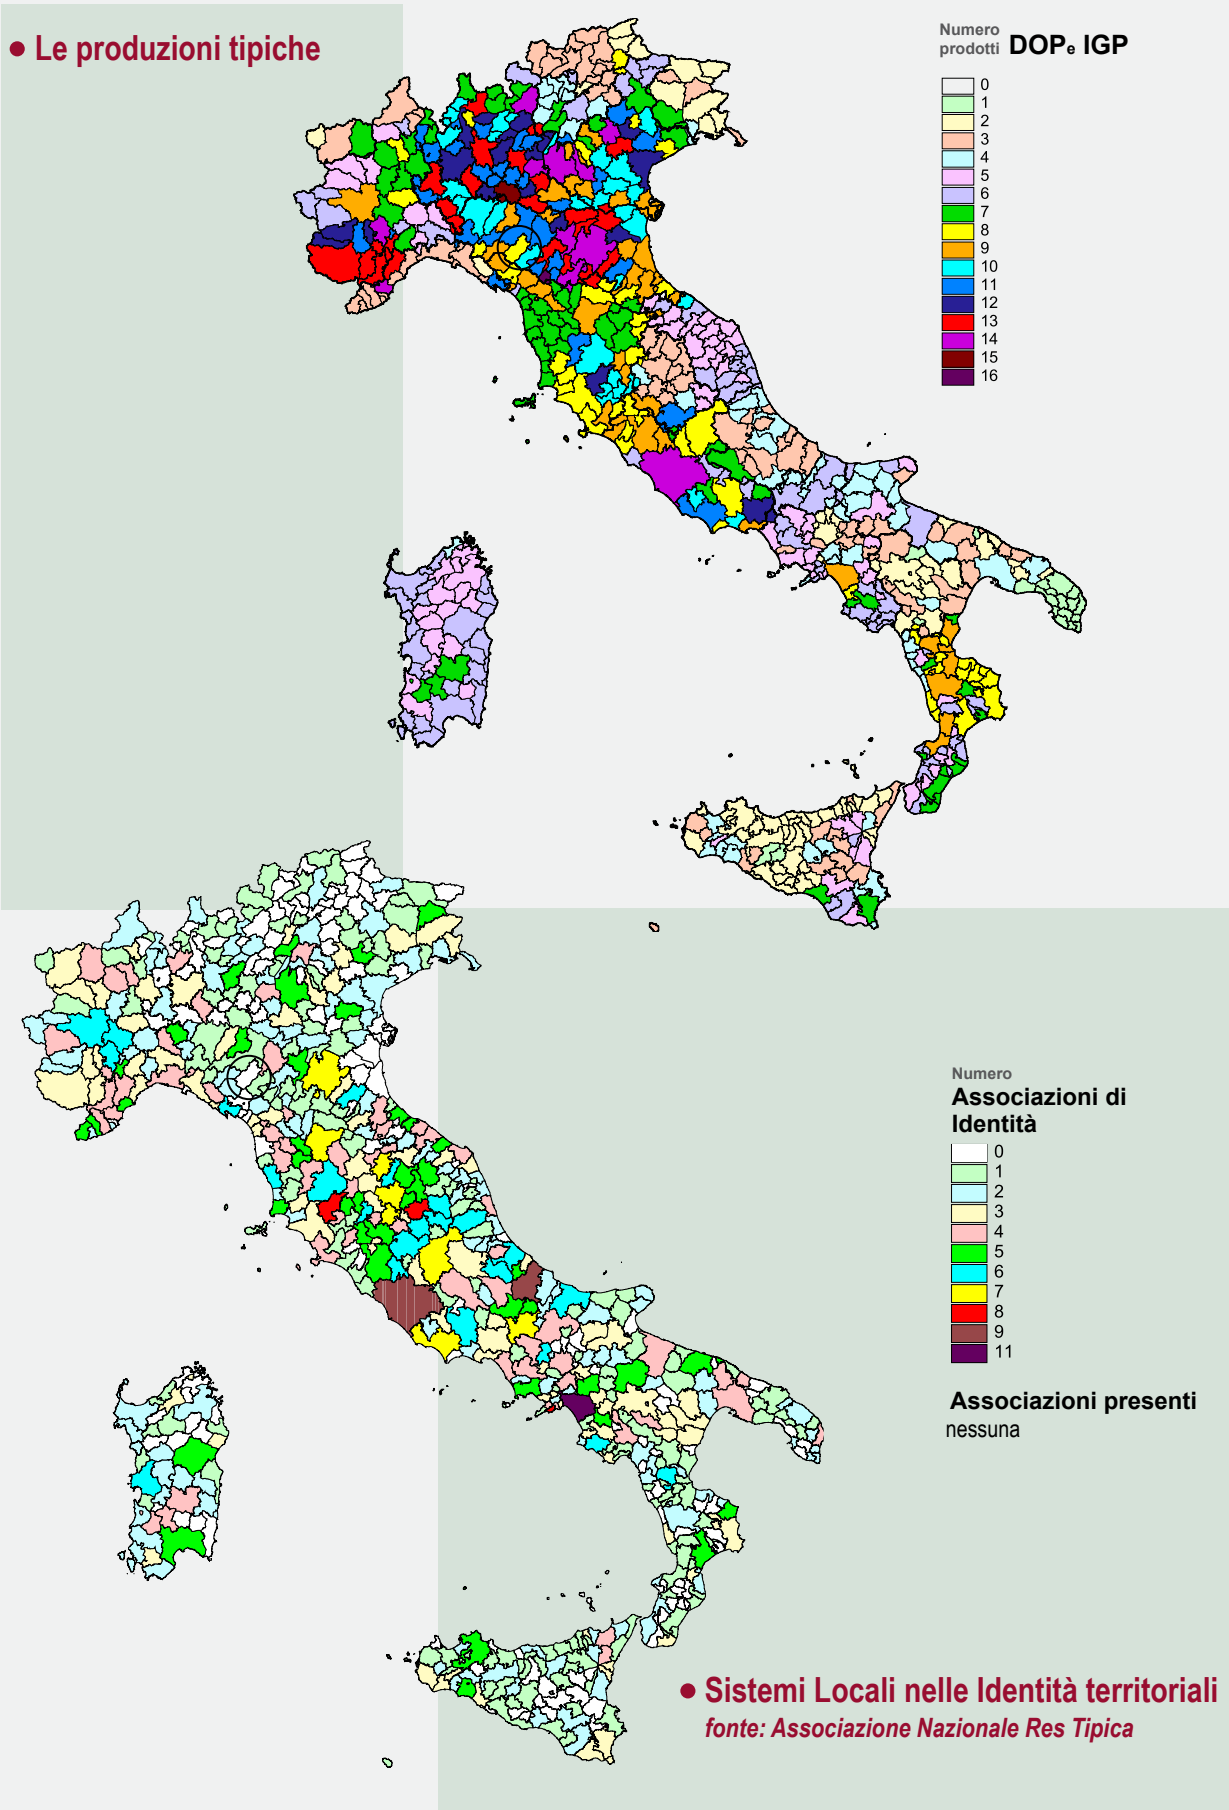 • Le produzioni tipiche
Numero
prodotti DOPe IGP
0
1
2
3
4
5
6
7
8
9
10
11
12
13
14
15
16
Numero
Associazioni di
Identità
0
1
2
3
4
5
6
7
8
9
11
Associazioni presenti
nessuna
• Sistemi Locali nelle Identità territoriali
fonte: Associazione Nazionale Res Tipica